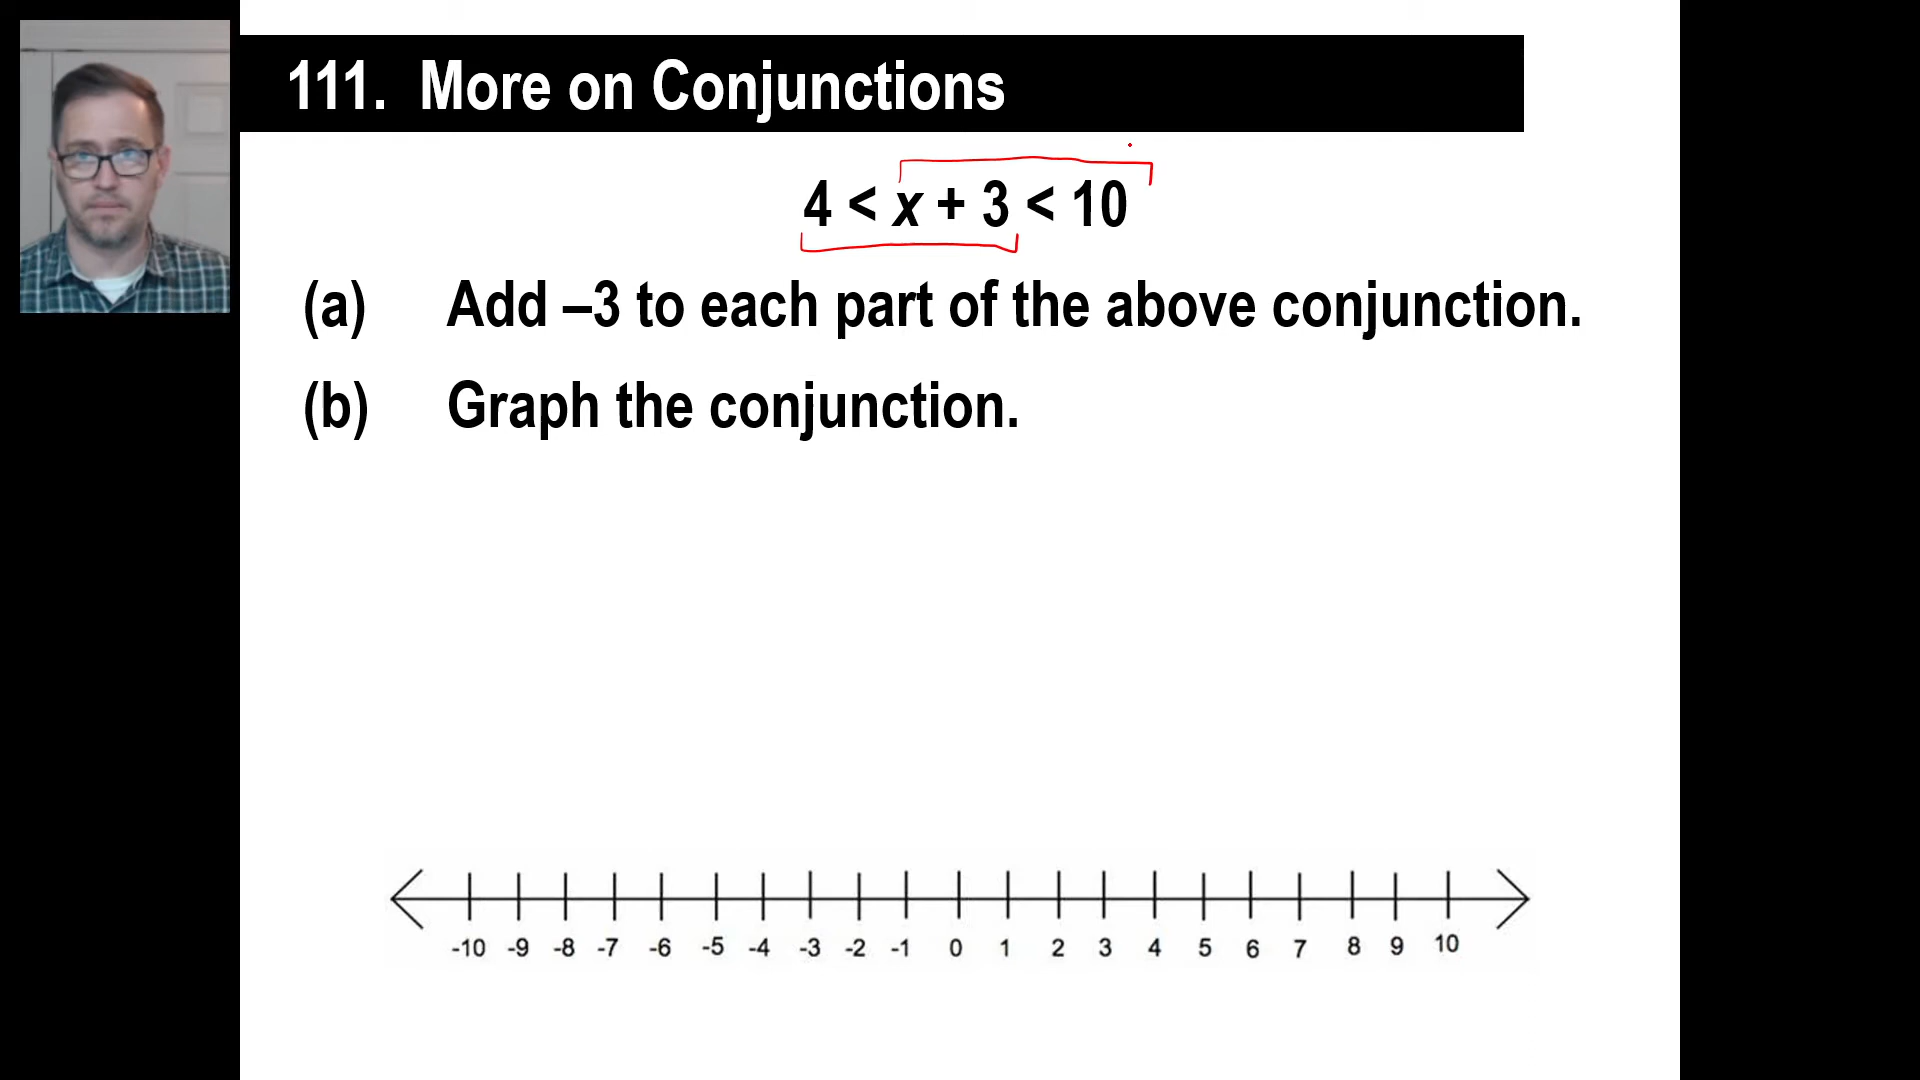 111. More on Conjunctions
4 < x + 3 < 10
(a) Add –3 to each part of the above conjunction.
(b) Graph the conjunction.
-10 -9 -8 -7 -6 -5 -4 -3 -2 -1 0 1 2 3 4 5 6 7 8 9 10